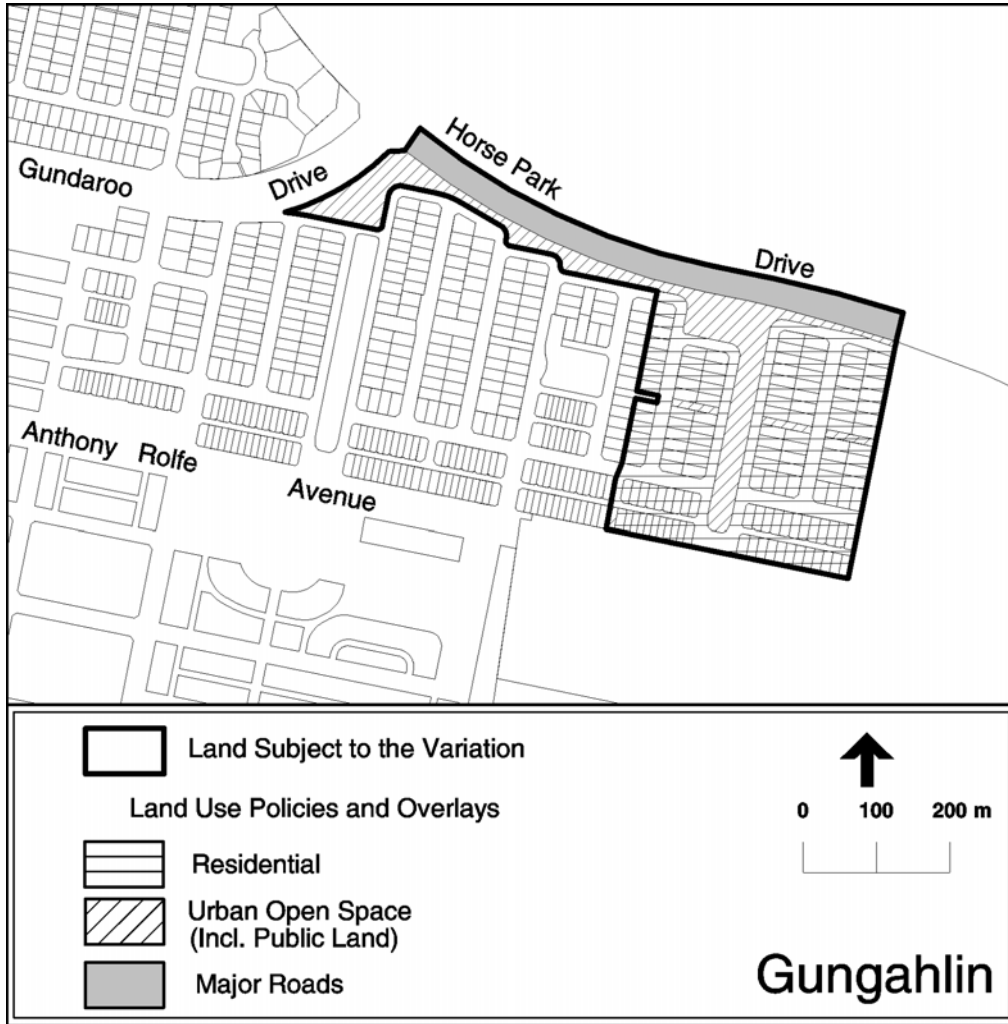 Horse Park
Drive
Gundaroo
Drive
Anthony Rolfe
Avenue
Land Subject to the Variation
Land Use Policies and Overlays
0 100 200 m
Residential
Urban Open Space
(Incl. Public Land)
Major Roads
Gungahlin